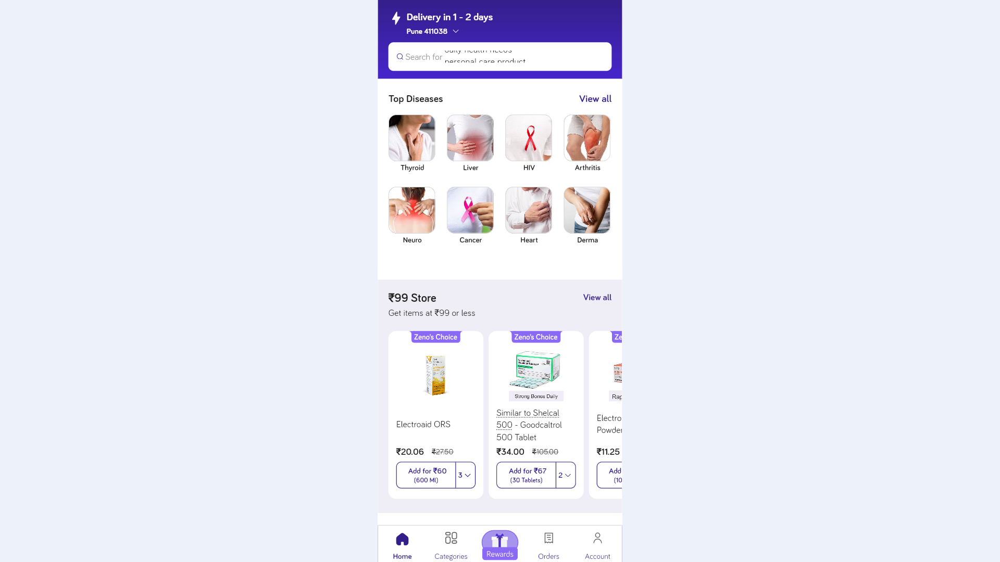 Delivery in 1 - 2 days
Pune 411038
Search for
personal care product
Top Diseases
View all
Thyroid
Liver
HIV
Arthritis
Neuro
Cancer
Heart
Derma
₹99 Store
View all
Get items at ₹99 or less
Zeno's Choice
Zeno's Choice
Ze
Strong Bones Daily
Rap
Electroaid ORS
Similar to Shelcal
500 - Goodcaltrol
500 Tablet
Electro
Powder
₹20.06 ₹27.50
₹34.00 ₹105.00
₹11.25
Add for ₹60
(600 Ml)
3
Add for ₹67
(30 Tablets)
2
Add
(10
Home
Categories
Rewards
Orders
Account